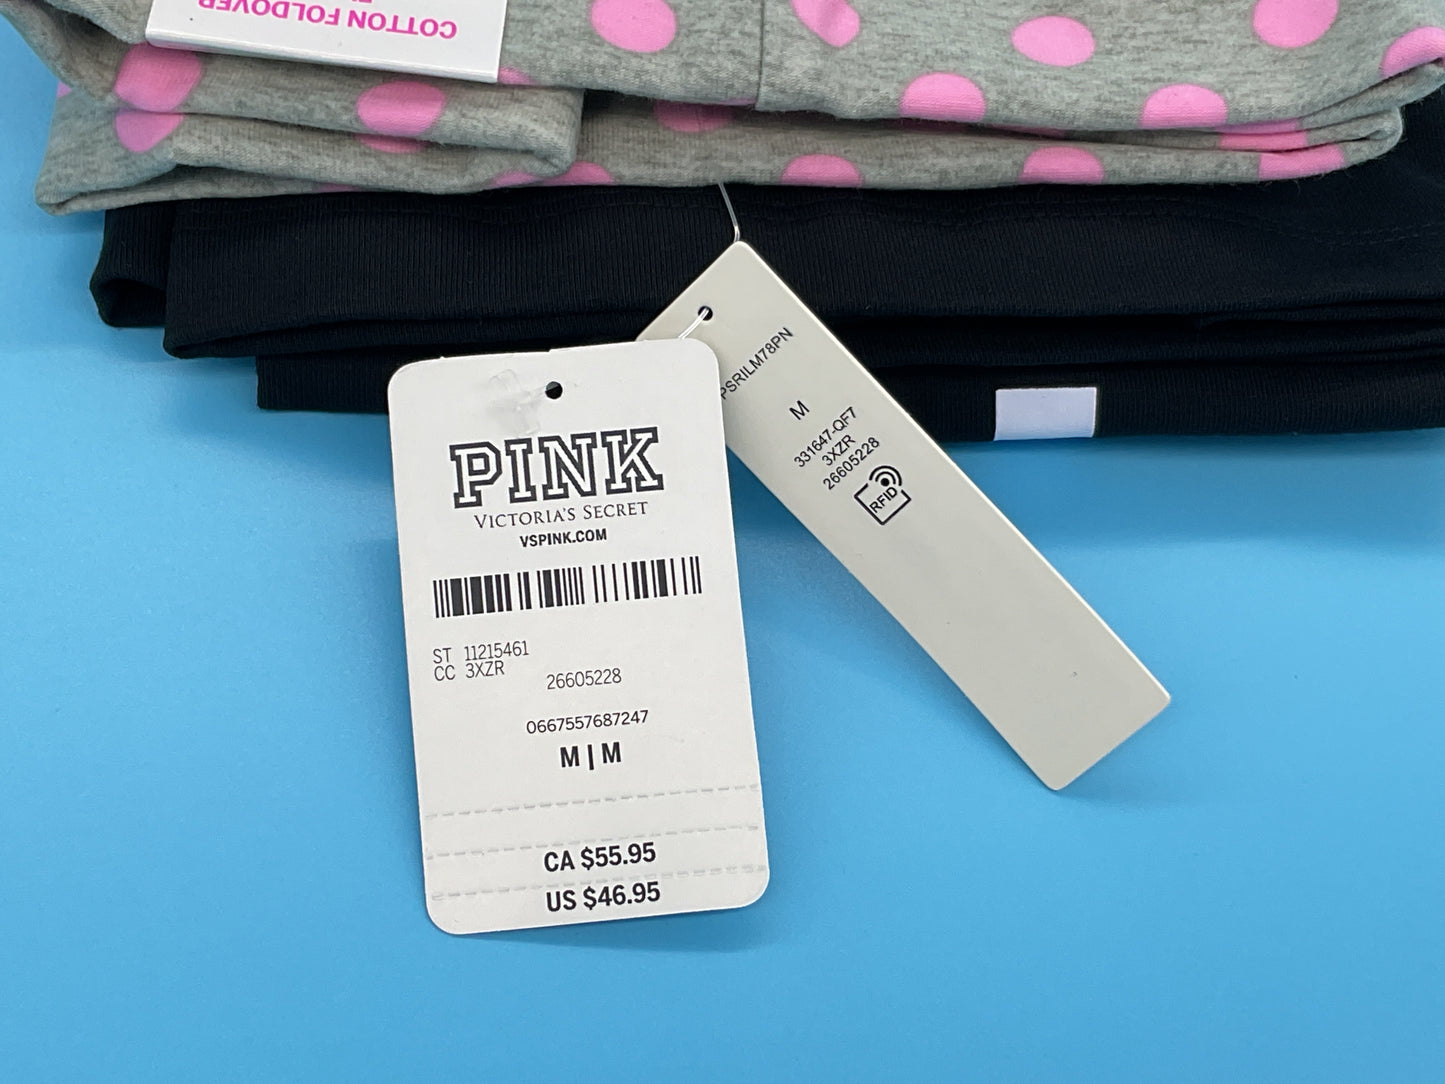 COTTON FOLDOVER
PINK
VICTORIA'S SECRET
VSPINK.COM
ST 11215461
CC 3XZR
26605228
0667557687247
M | M
CA $55.95
US $46.95
M
331647-QF7
3XZR
26605228
RFID